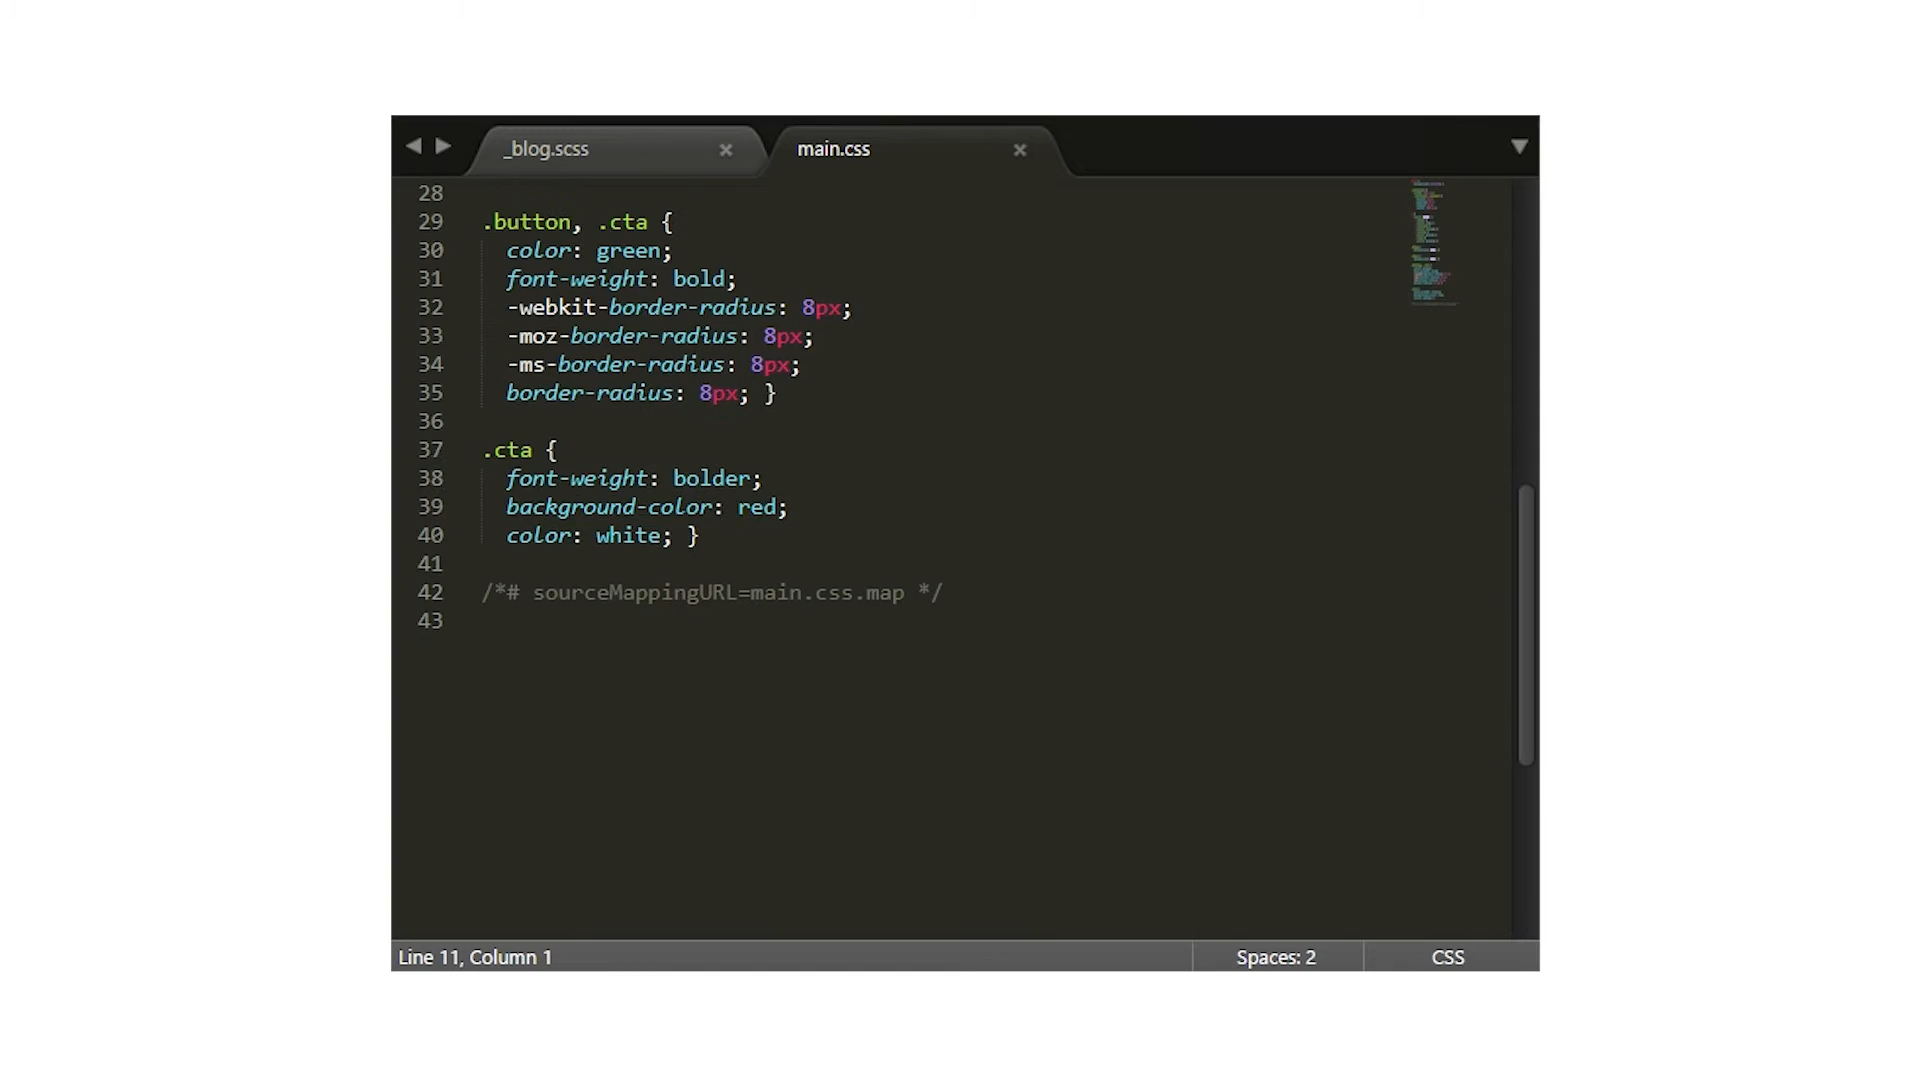 _blog.scss × main.css ×
28
29 .button, .cta {
30 color: green;
31 font-weight: bold;
32 -webkit-border-radius: 8px;
33 -moz-border-radius: 8px;
34 -ms-border-radius: 8px;
35 border-radius: 8px; }
36
37 .cta {
38 font-weight: bolder;
39 background-color: red;
40 color: white; }
41
42 /*# sourceMappingURL=main.css.map */
43
Line 11, Column 1 Spaces: 2 CSS